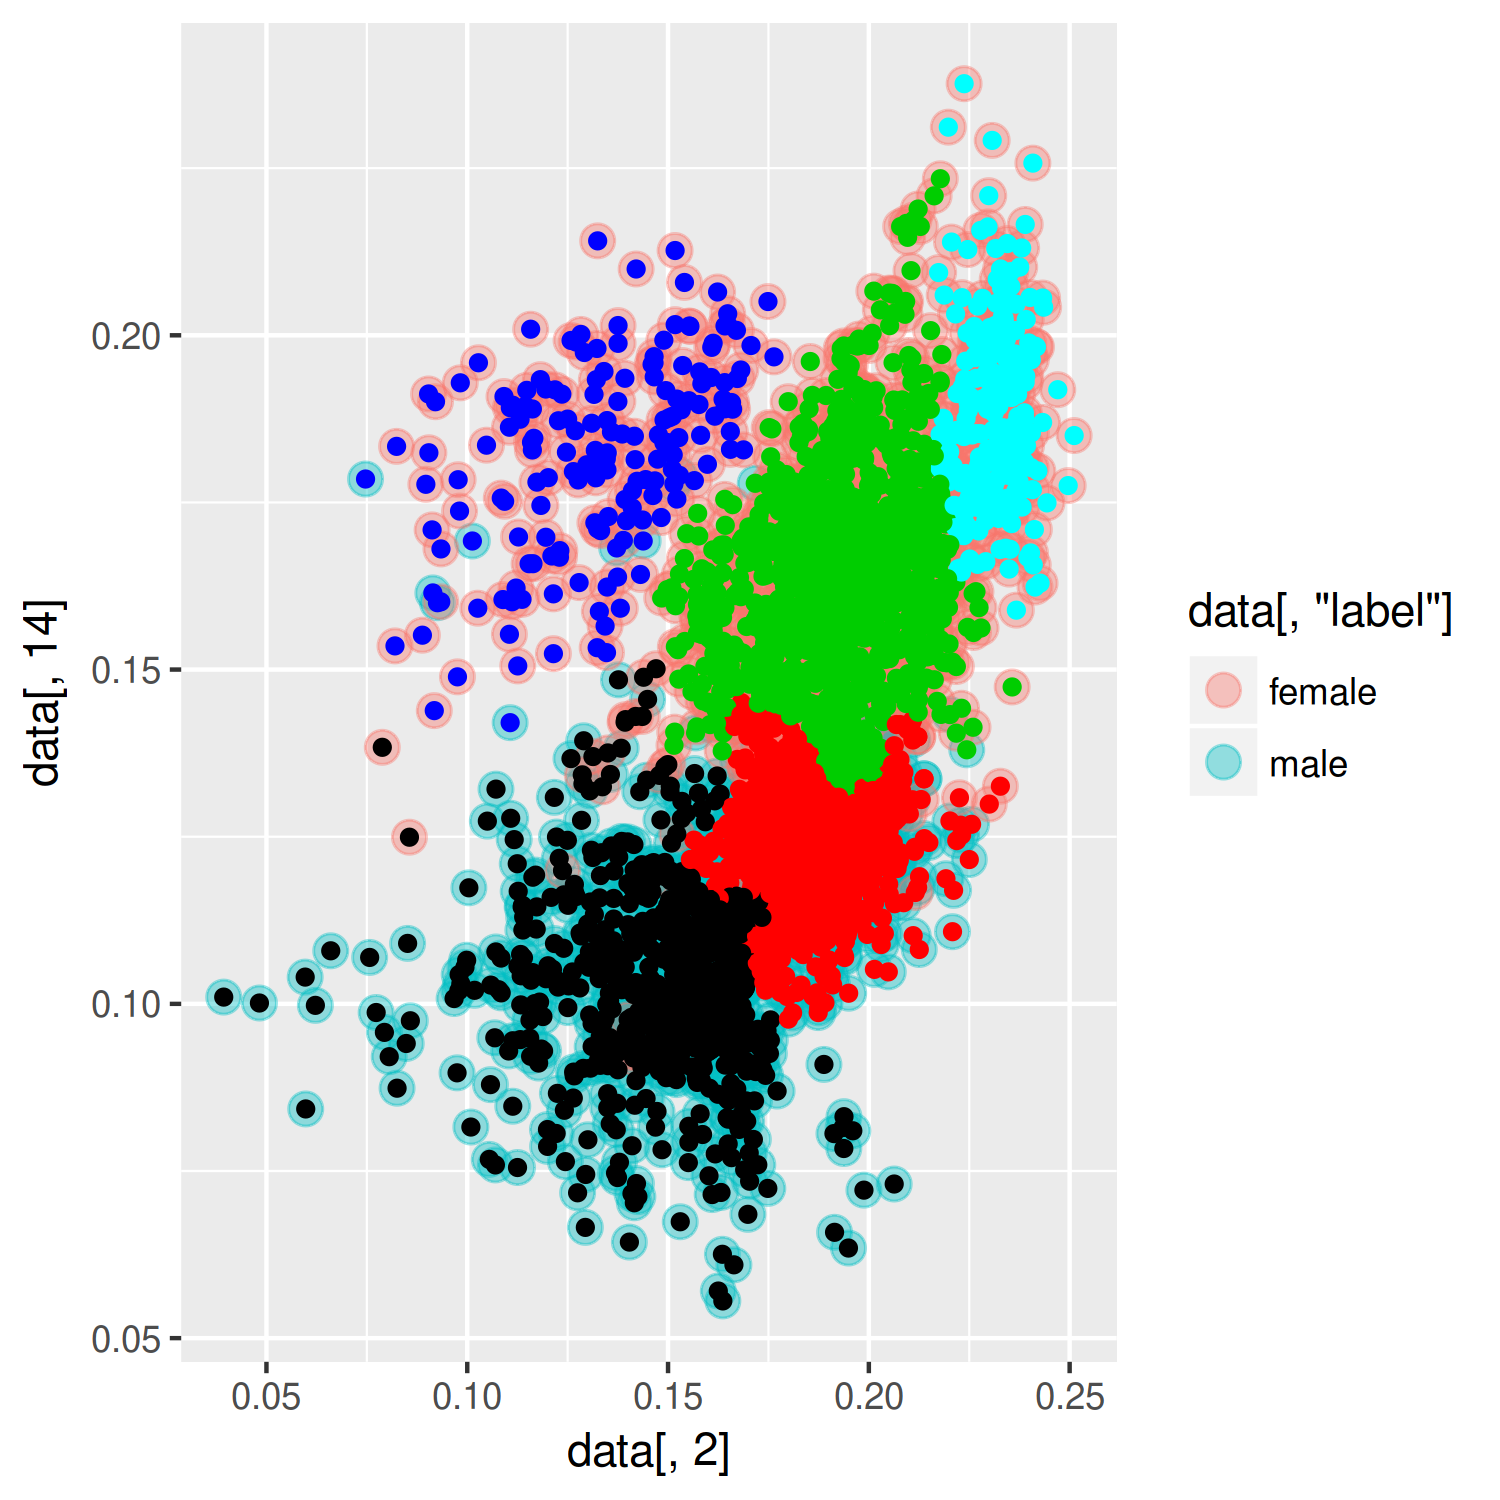 data[, 14]
0.20
0.15
0.10
0.05
0.05 0.10 0.15 0.20 0.25
data[, 2]
data[, "label"]
female
male